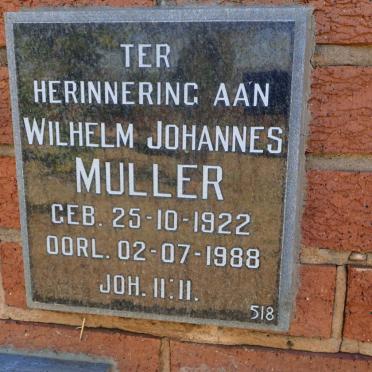 TER
HERINNERING AAN
WILHELM JOHANNES
MULLER
GEB. 25-10-1922
OORL. 02-07-1988
JOH. 11:11.
518